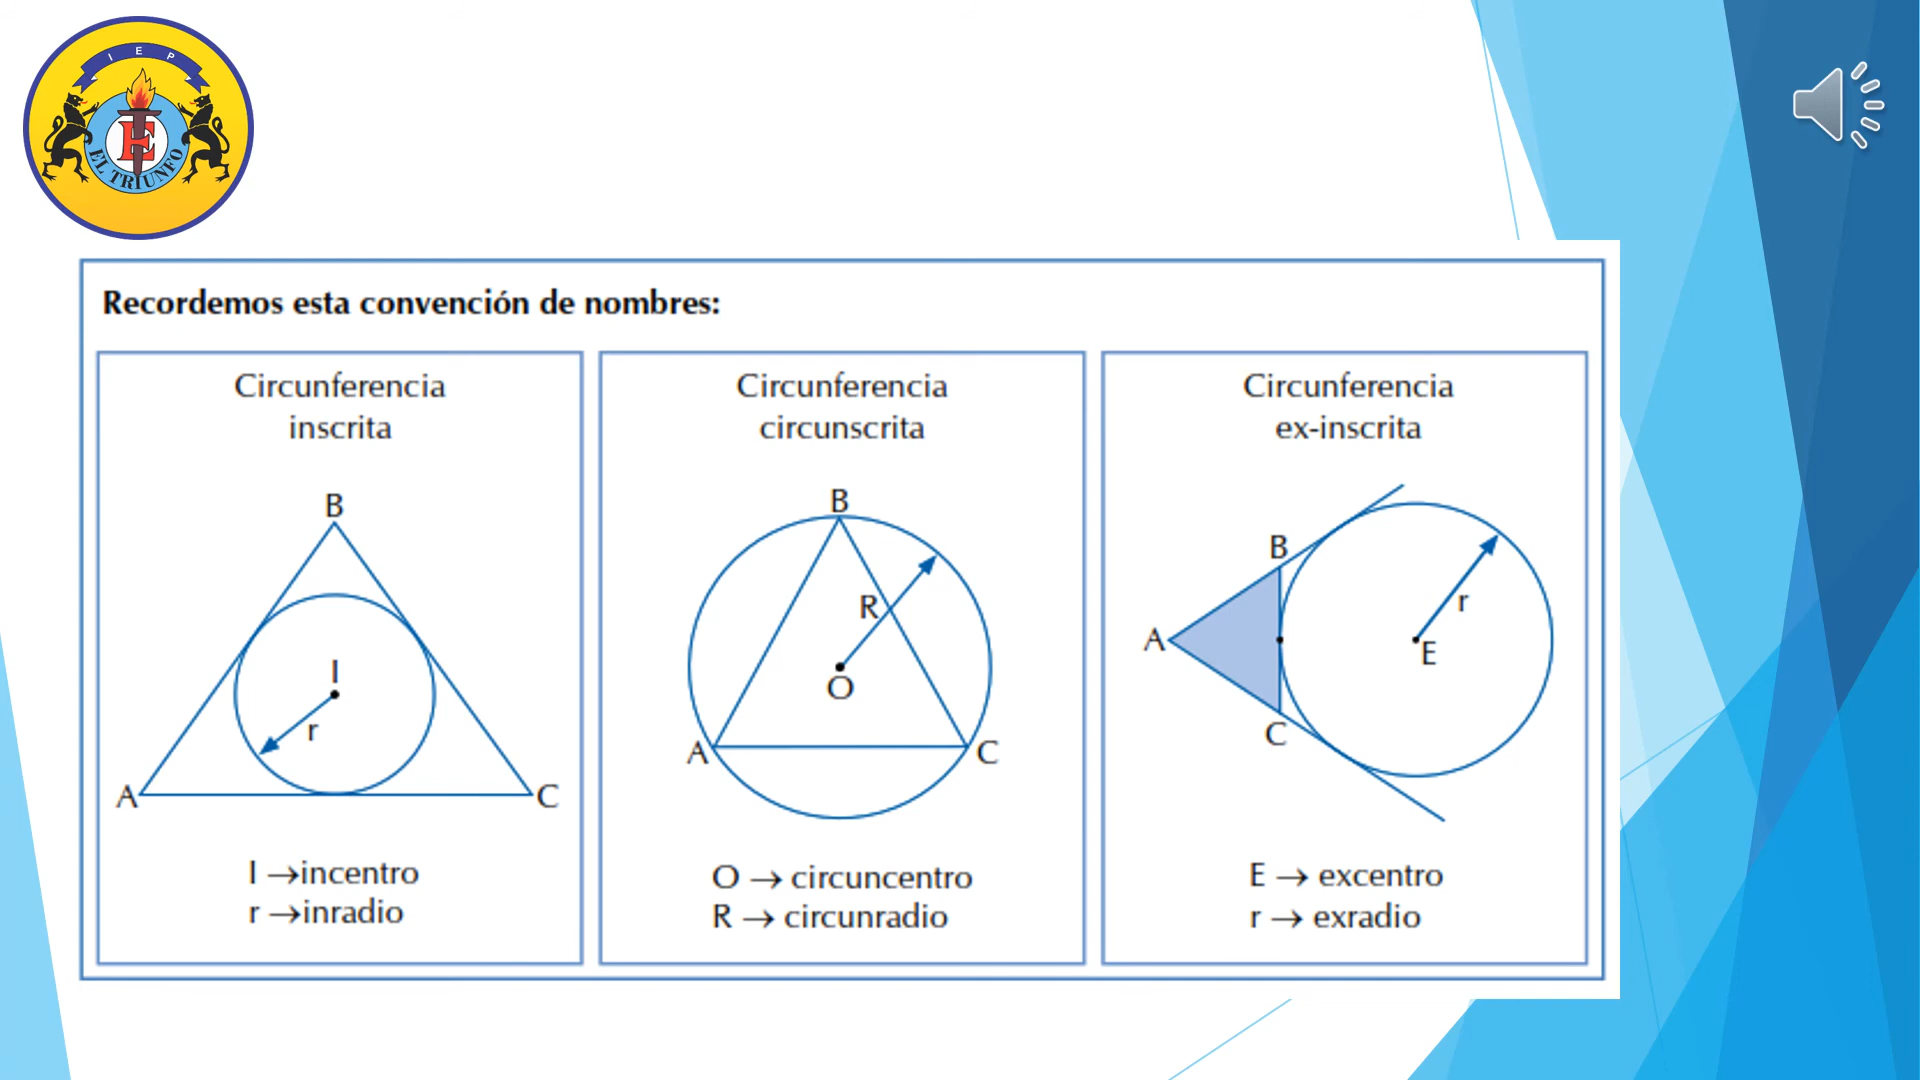 I E P
E
EL TRIUNFO
Recordemos esta convención de nombres:
Circunferencia
inscrita
B
I
r
A
C
I →incentro
r →inradio
Circunferencia
circunscrita
B
R
O
A
C
O → circuncentro
R → circunradio
Circunferencia
ex-inscrita
B
r
A
E
C
E → excentro
r → exradio